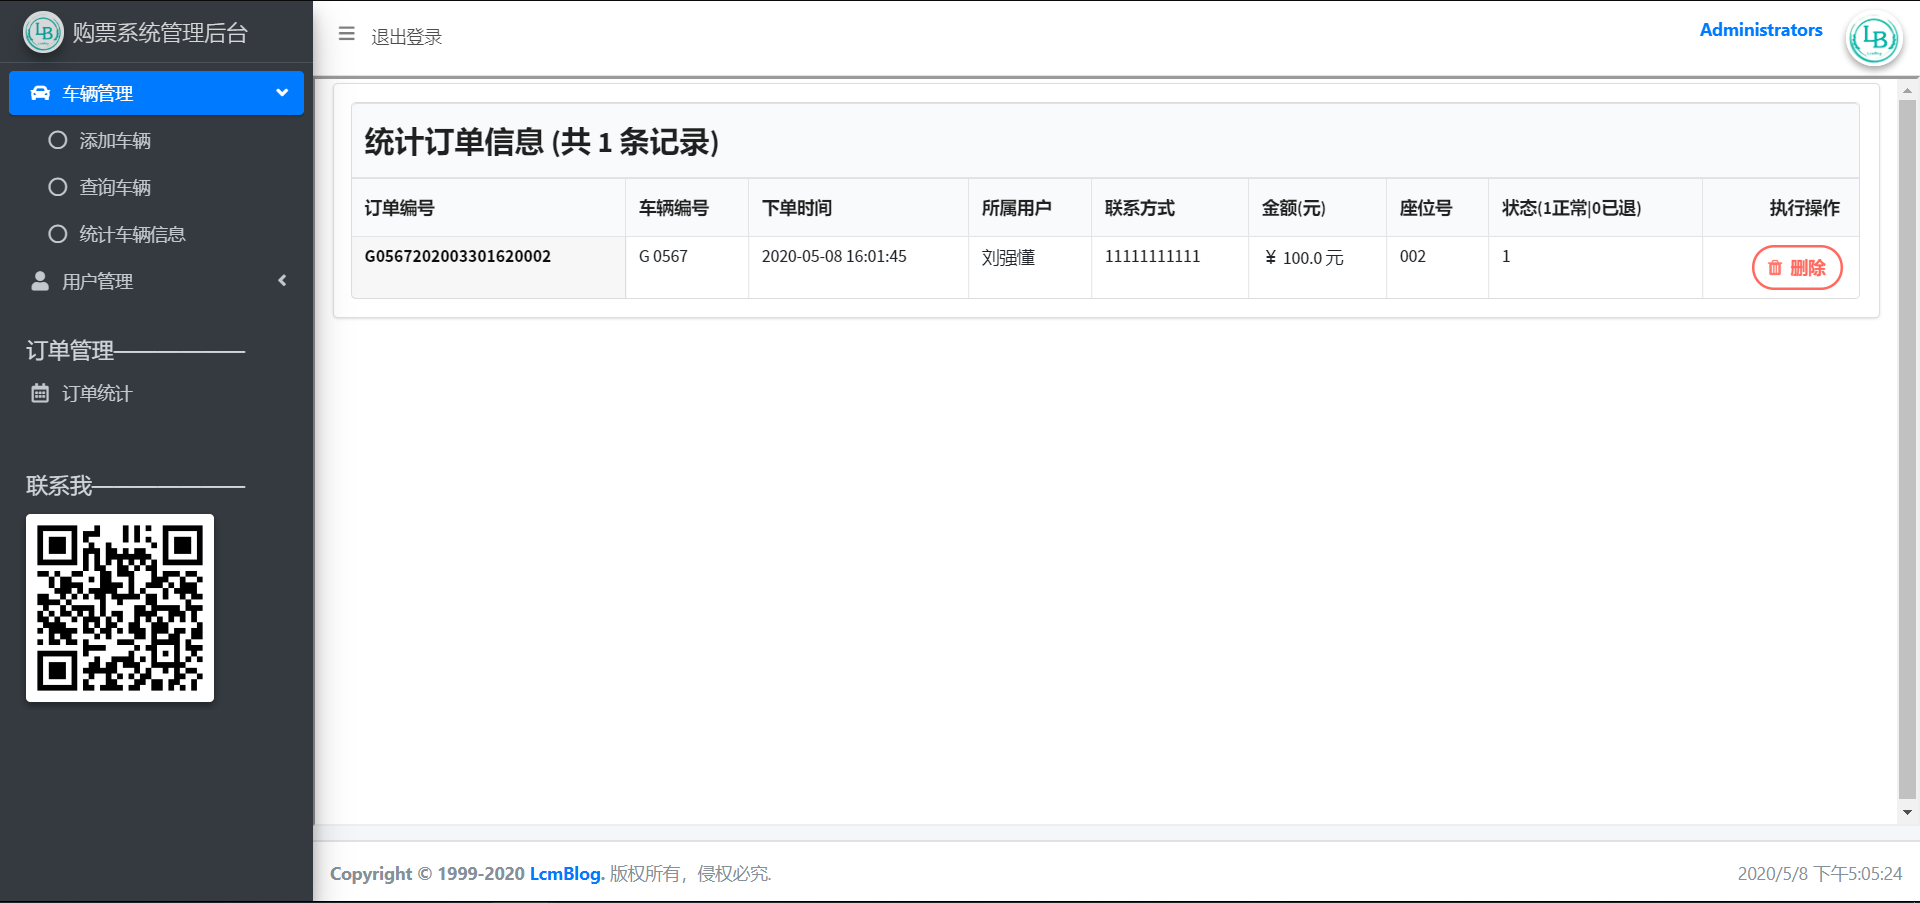 购票系统管理后台
退出登录
Administrators
LB
车辆管理
添加车辆
查询车辆
统计车辆信息
用户管理
订单管理——————
订单统计
联系我———————
统计订单信息 (共 1 条记录)
订单编号 车辆编号 下单时间 所属用户 联系方式 金额(元) 座位号 状态(1正常|0已退) 执行操作
G0567202003301620002 G 0567 2020-05-08 16:01:45 刘强懂 11111111111 ¥ 100.0 元 002 1 删除
Copyright © 1999-2020 LcmBlog. 版权所有，侵权必究.
2020/5/8 下午5:05:24